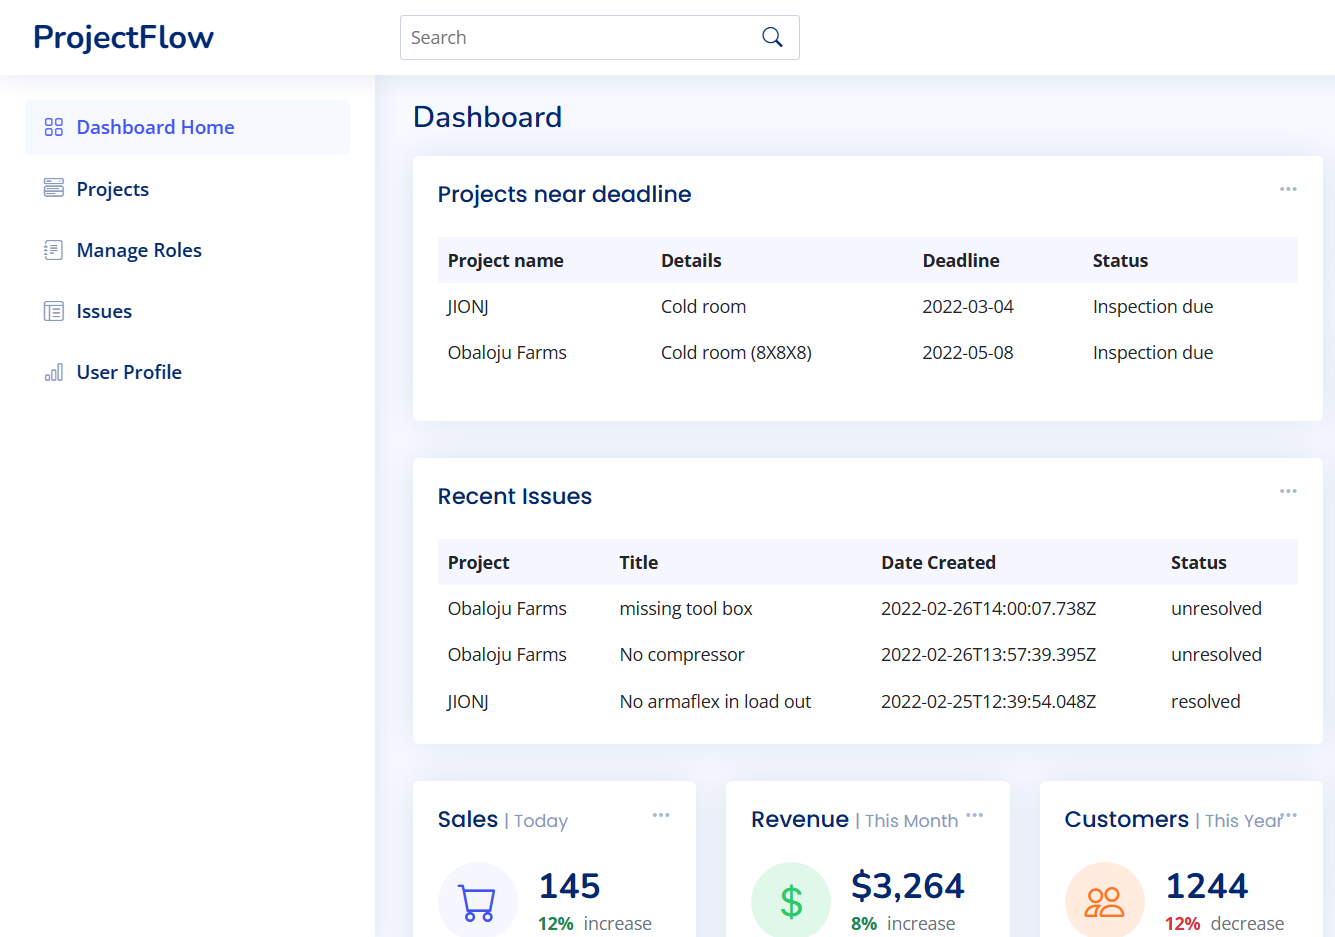 ProjectFlow
Search
Dashboard Home
Projects
Manage Roles
Issues
User Profile
Dashboard
Projects near deadline
Project name Details Deadline Status
JIONJ Cold room 2022-03-04 Inspection due
Obaloju Farms Cold room (8X8X8) 2022-05-08 Inspection due
Recent Issues
Project Title Date Created Status
Obaloju Farms missing tool box 2022-02-26T14:00:07.738Z unresolved
Obaloju Farms No compressor 2022-02-26T13:57:39.395Z unresolved
JIONJ No armaflex in load out 2022-02-25T12:39:54.048Z resolved
Sales | Today
145
12% increase
Revenue | This Month
$3,264
8% increase
Customers | This Year
1244
12% decrease